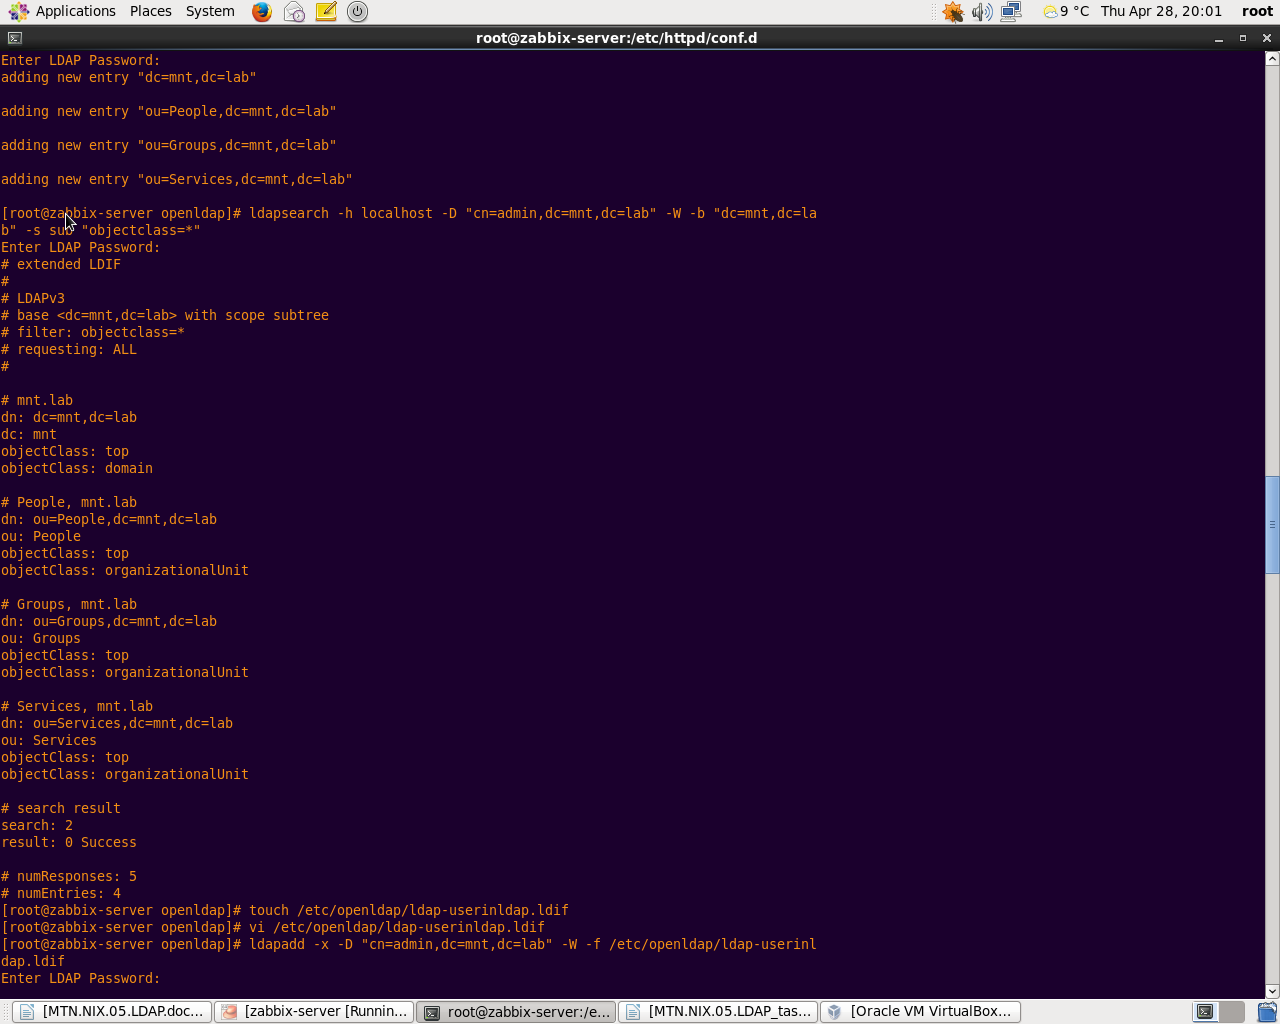 Applications Places System 9 °C Thu Apr 28, 20:01 root
root@zabbix-server:/etc/httpd/conf.d
Enter LDAP Password:
adding new entry "dc=mnt,dc=lab"
adding new entry "ou=People,dc=mnt,dc=lab"
adding new entry "ou=Groups,dc=mnt,dc=lab"
adding new entry "ou=Services,dc=mnt,dc=lab"
[root@zabbix-server openldap]# ldapsearch -h localhost -D "cn=admin,dc=mnt,dc=lab" -W -b "dc=mnt,dc=la
b" -s sub "objectclass=*"
Enter LDAP Password:
# extended LDIF
#
# LDAPv3
# base <dc=mnt,dc=lab> with scope subtree
# filter: objectclass=*
# requesting: ALL
#
# mnt.lab
dn: dc=mnt,dc=lab
dc: mnt
objectClass: top
objectClass: domain
# People, mnt.lab
dn: ou=People,dc=mnt,dc=lab
ou: People
objectClass: top
objectClass: organizationalUnit
# Groups, mnt.lab
dn: ou=Groups,dc=mnt,dc=lab
ou: Groups
objectClass: top
objectClass: organizationalUnit
# Services, mnt.lab
dn: ou=Services,dc=mnt,dc=lab
ou: Services
objectClass: top
objectClass: organizationalUnit
# search result
search: 2
result: 0 Success
# numResponses: 5
# numEntries: 4
[root@zabbix-server openldap]# touch /etc/openldap/ldap-userinldap.ldif
[root@zabbix-server openldap]# vi /etc/openldap/ldap-userinldap.ldif
[root@zabbix-server openldap]# ldapadd -x -D "cn=admin,dc=mnt,dc=lab" -W -f /etc/openldap/ldap-userinl
dap.ldif
Enter LDAP Password:
[MTN.NIX.05.LDAP.doc... [zabbix-server [Runnin... root@zabbix-server:/e... [MTN.NIX.05.LDAP_tas... [Oracle VM VirtualBox...